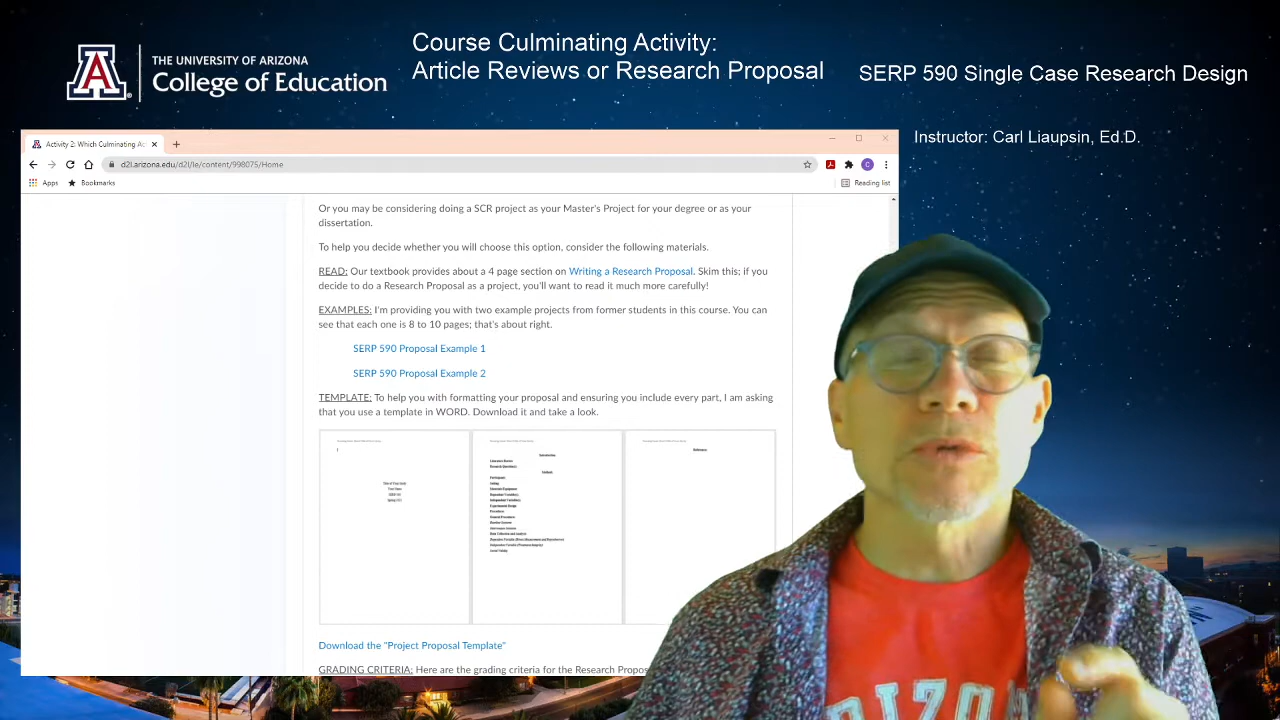 THE UNIVERSITY OF ARIZONA
College of Education
Course Culminating Activity:
Article Reviews or Research Proposal
SERP 590 Single Case Research Design
Instructor: Carl Liaupsin, Ed.D.
Activity 2: Which Culminating Ac
d2l.arizona.edu/d2l/le/content/998075/Home
Apps
Bookmarks
Reading list
Or you may be considering doing a SCR project as your Master's Project for your degree or as your
dissertation.
To help you decide whether you will choose this option, consider the following materials.
READ: Our textbook provides about a 4 page section on Writing a Research Proposal. Skim this; if you
decide to do a Research Proposal as a project, you'll want to read it much more carefully!
EXAMPLES: I'm providing you with two example projects from former students in this course. You can
see that each one is 8 to 10 pages; that's about right.
SERP 590 Proposal Example 1
SERP 590 Proposal Example 2
TEMPLATE: To help you with formatting your proposal and ensuring you include every part, I am asking
that you use a template in WORD. Download it and take a look.
Download the "Project Proposal Template"
GRADING CRITERIA: Here are the grading criteria for the Research Propos